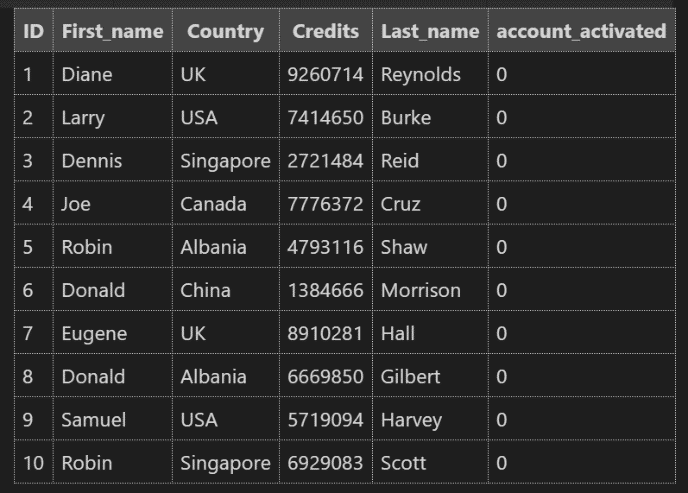 ID First_name Country Credits Last_name account_activated
1 Diane UK 9260714 Reynolds 0
2 Larry USA 7414650 Burke 0
3 Dennis Singapore 2721484 Reid 0
4 Joe Canada 7776372 Cruz 0
5 Robin Albania 4793116 Shaw 0
6 Donald China 1384666 Morrison 0
7 Eugene UK 8910281 Hall 0
8 Donald Albania 6669850 Gilbert 0
9 Samuel USA 5719094 Harvey 0
10 Robin Singapore 6929083 Scott 0